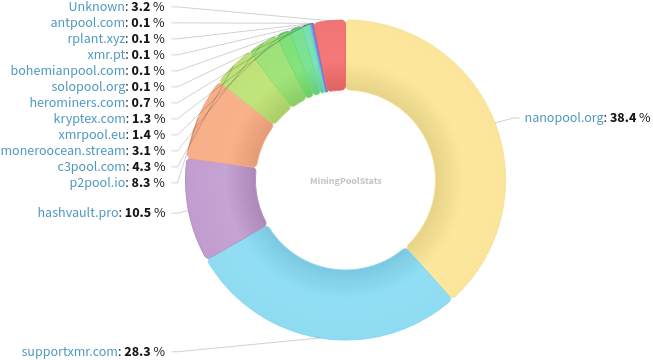 Unknown: 3.2 %
antpool.com: 0.1 %
rplant.xyz: 0.1 %
xmr.pt: 0.1 %
bohemianpool.com: 0.1 %
solopool.org: 0.1 %
herominers.com: 0.7 %
kryptex.com: 1.3 %
xmrpool.eu: 1.4 %
moneroocean.stream: 3.1 %
c3pool.com: 4.3 %
p2pool.io: 8.3 %
hashvault.pro: 10.5 %
supportxmr.com: 28.3 %
nanopool.org: 38.4 %
MiningPoolStats